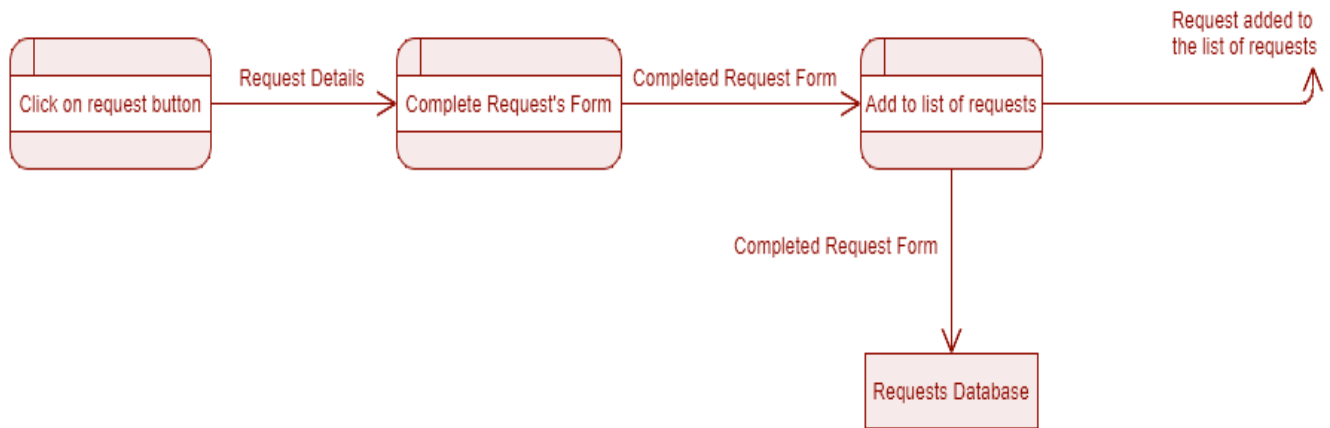 Request added to
the list of requests
Request Details
Completed Request Form
Click on request button
Complete Request's Form
Add to list of requests
Completed Request Form
Requests Database